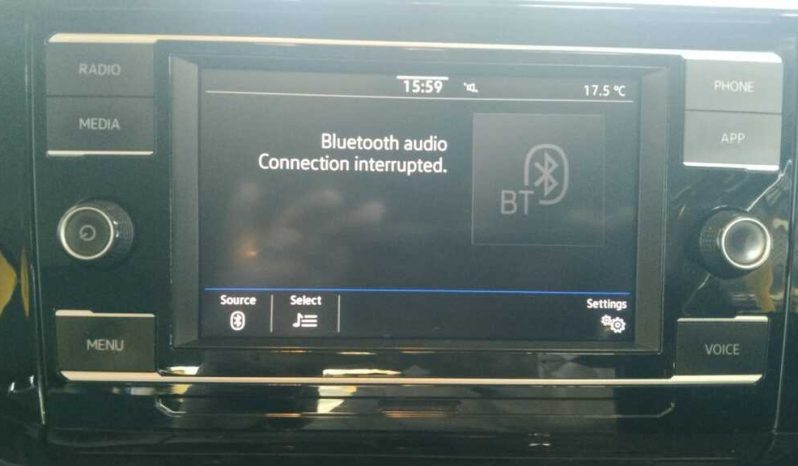 RADIO
MEDIA
MENU
15:59
17.5 °C
Bluetooth audio
Connection interrupted.
BT
Source
Select
Settings
PHONE
APP
VOICE